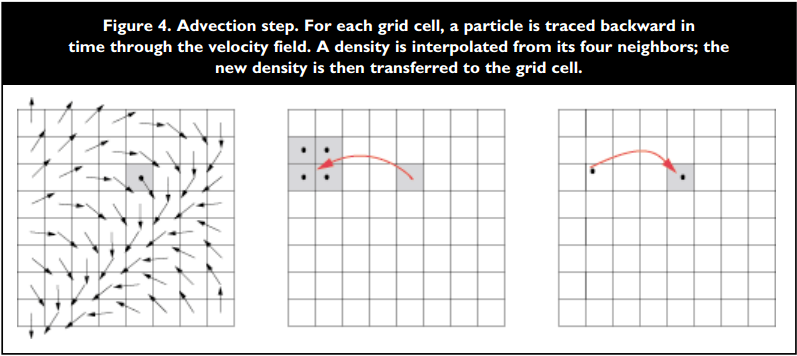 Figure 4. Advection step. For each grid cell, a particle is traced backward in
time through the velocity field. A density is interpolated from its four neighbors; the
new density is then transferred to the grid cell.